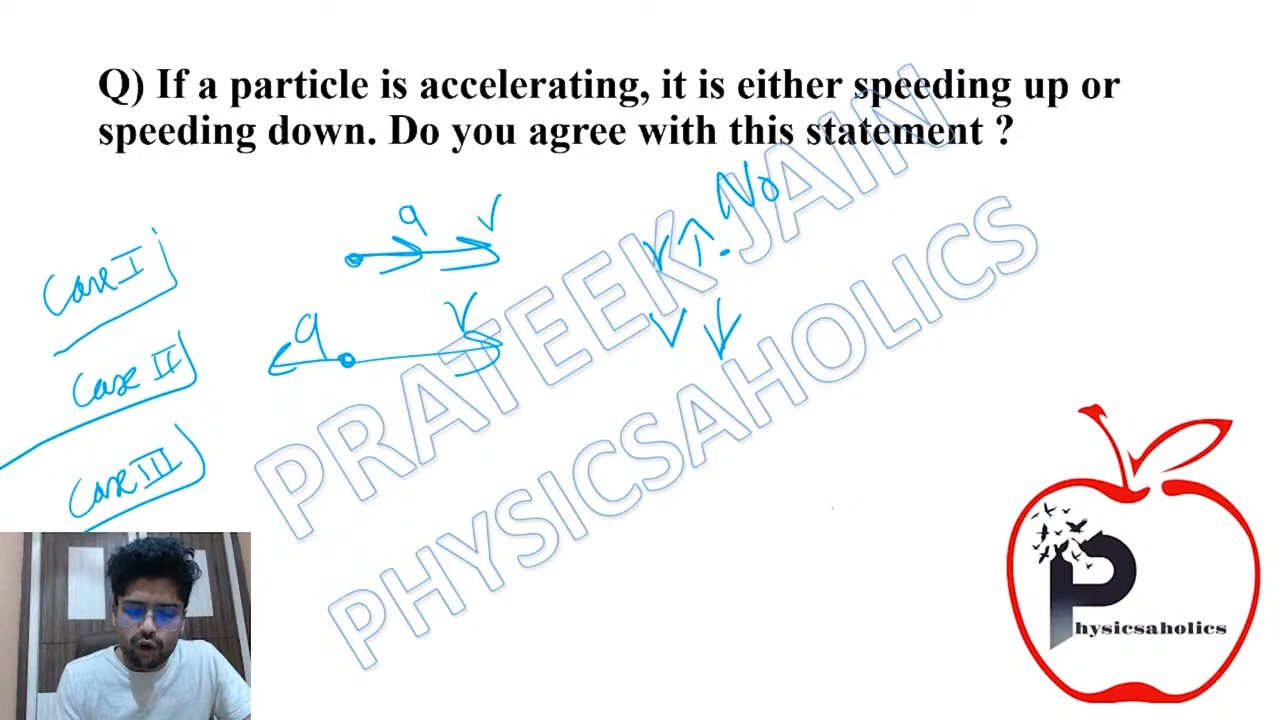 Q) If a particle is accelerating, it is either speeding up or
speeding down. Do you agree with this statement ?
No
a v
v ↑
Case I
a v
v ↓
Case II
Case III
PRATEEK JAIN
PHYSICSAHOLICS
Physicsaholics